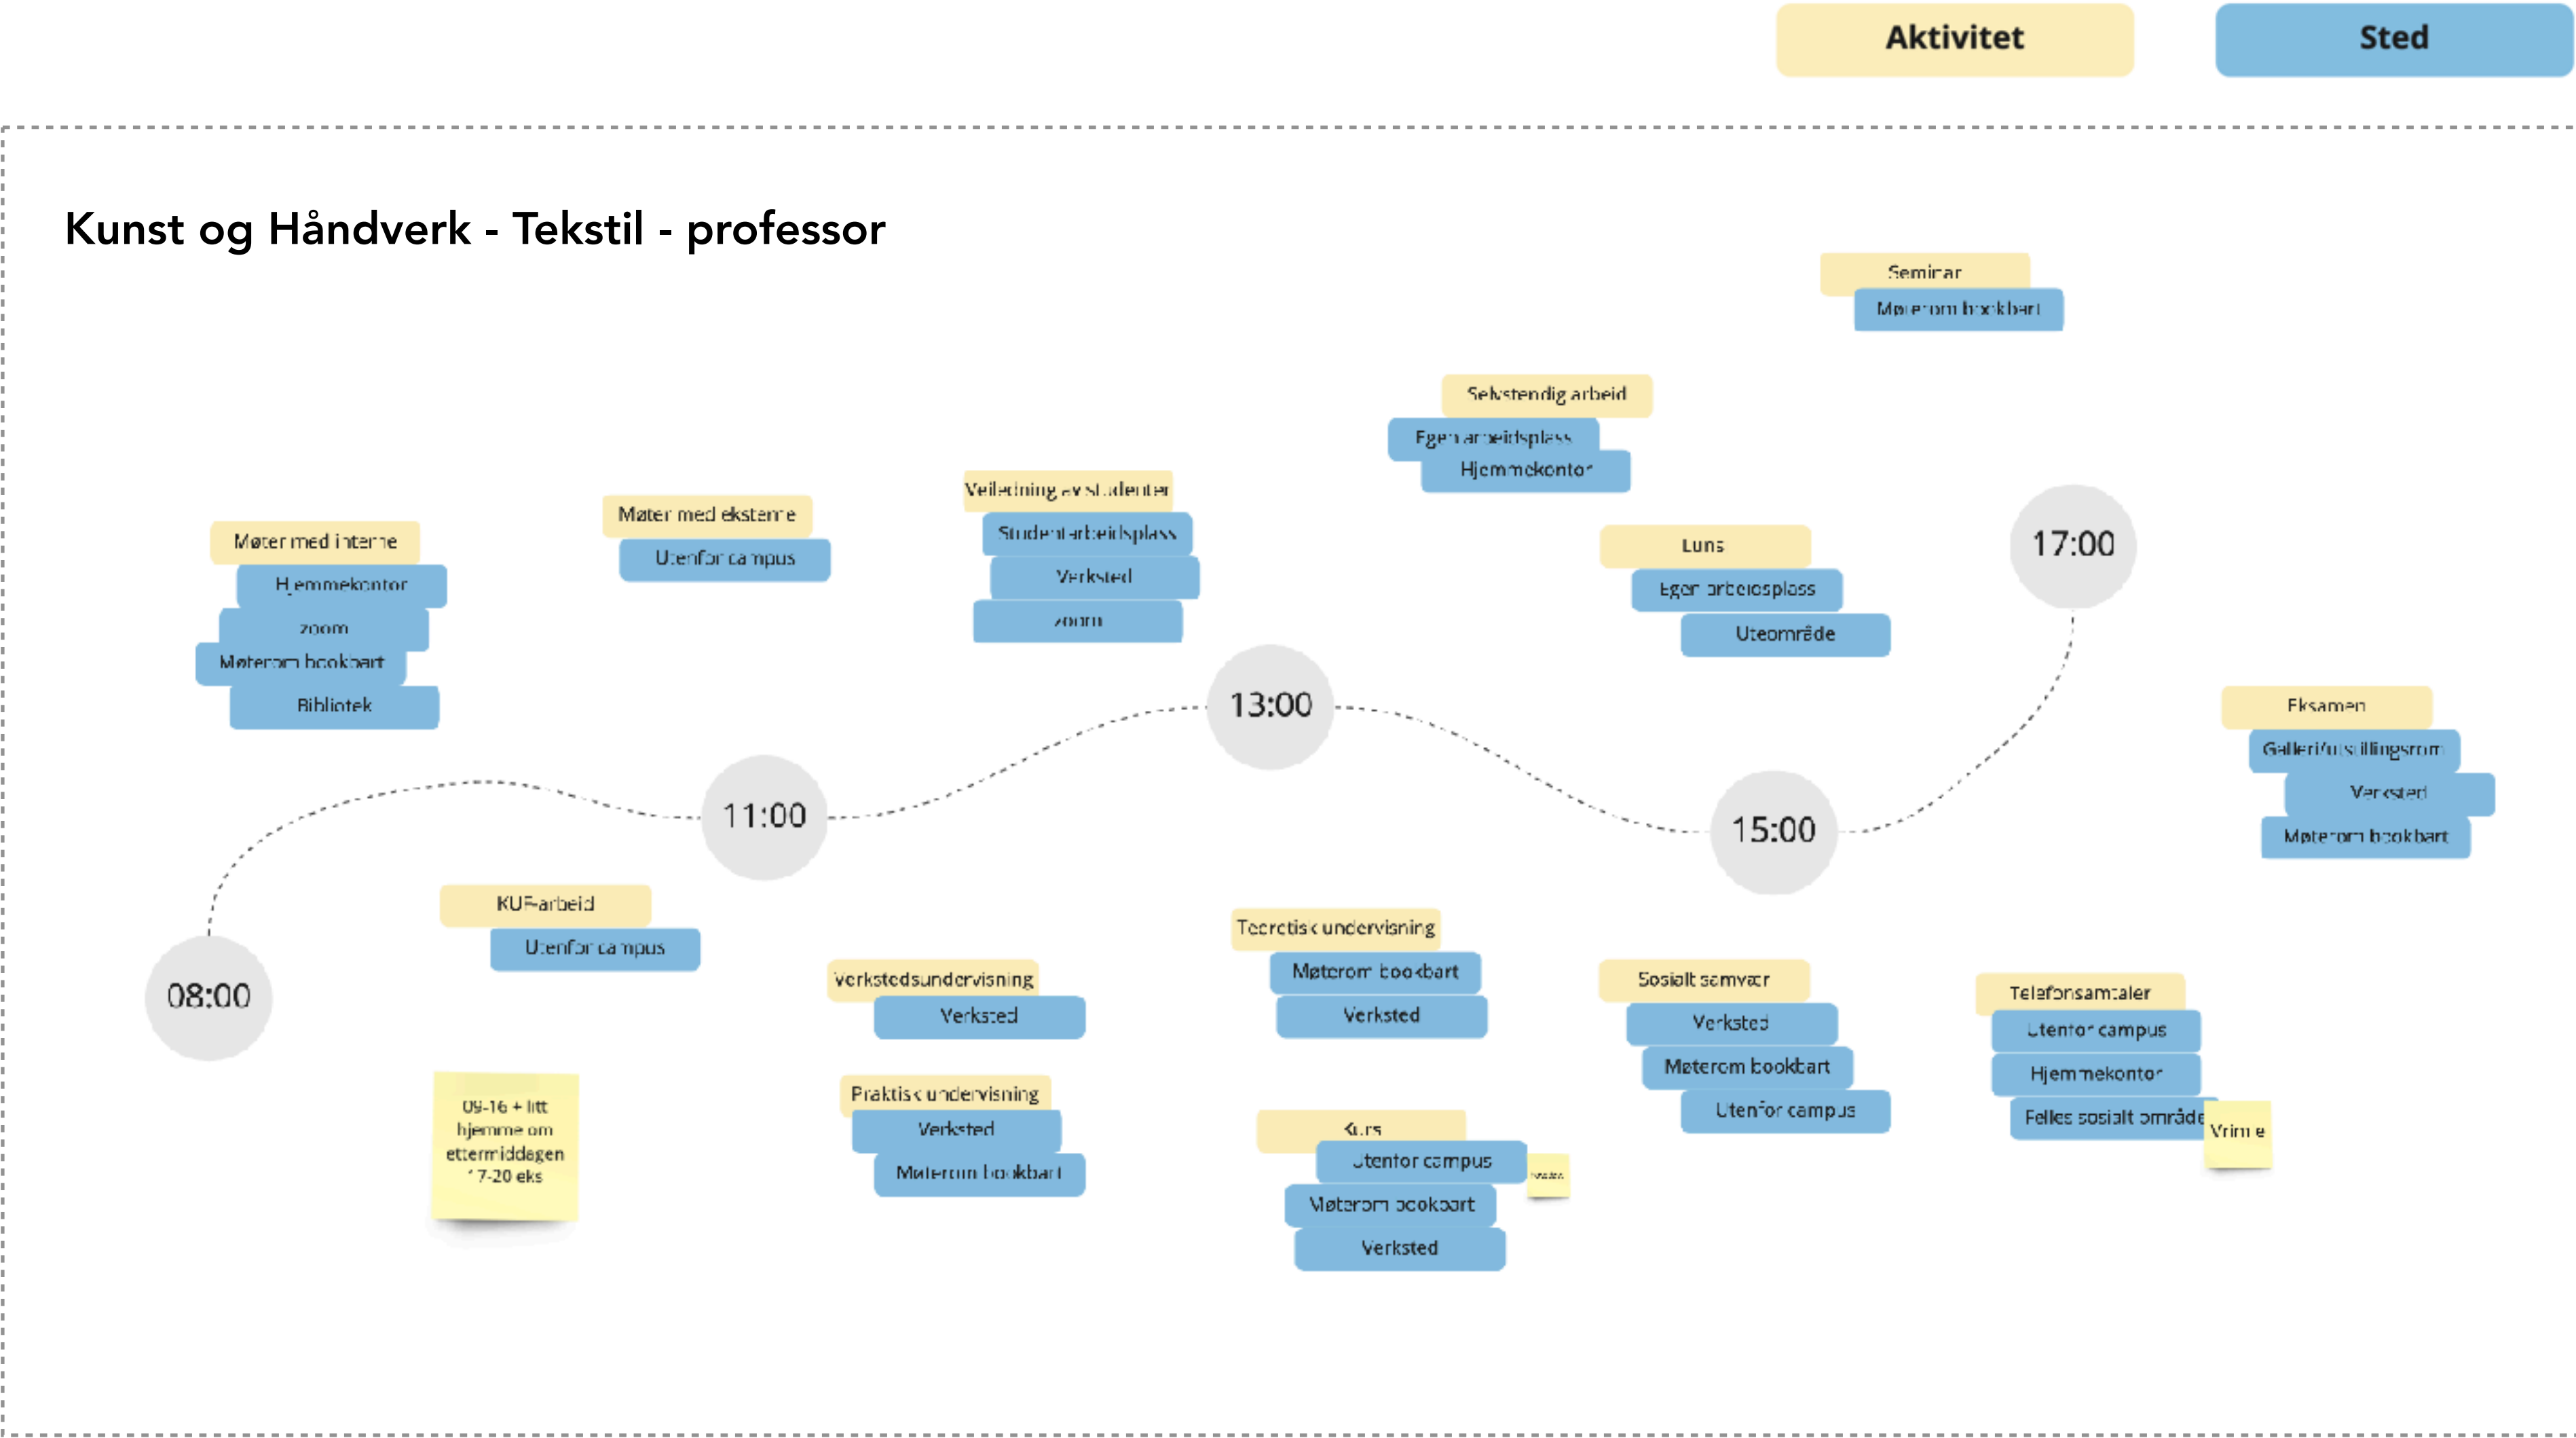 Aktivitet
Sted
Kunst og Håndverk - Tekstil - professor
Seminar
Møterom bookbart
Selvstendig arbeid
Egen arbeidsplass
Hjemmekontor
Møter med interne
Hjemmekontor
zoom
Møterom bookbart
Bibliotek
Møter med eksterne
Utenfor campus
Veiledning av studenter
Studentarbeidsplass
Verksted
zoom
Lunsj
Egen arbeidsplass
Uteområde
17:00
13:00
11:00
15:00
08:00
Eksamen
Galleri/utstillingsrom
Verksted
Møterom bookbart
KUF-arbeid
Utenfor campus
Verkstedsundervisning
Verksted
Praktisk undervisning
Verksted
Møterom bookbart
Teoretisk undervisning
Møterom bookbart
Verksted
Kurs
Utenfor campus
Møterom bookbart
Verksted
Sosialt samvær
Verksted
Møterom bookbart
Utenfor campus
Telefonsamtaler
Utenfor campus
Hjemmekontor
Felles sosialt område
Vrimle
09-16 + litt
hjemme om
ettermiddagen
17-20 eks